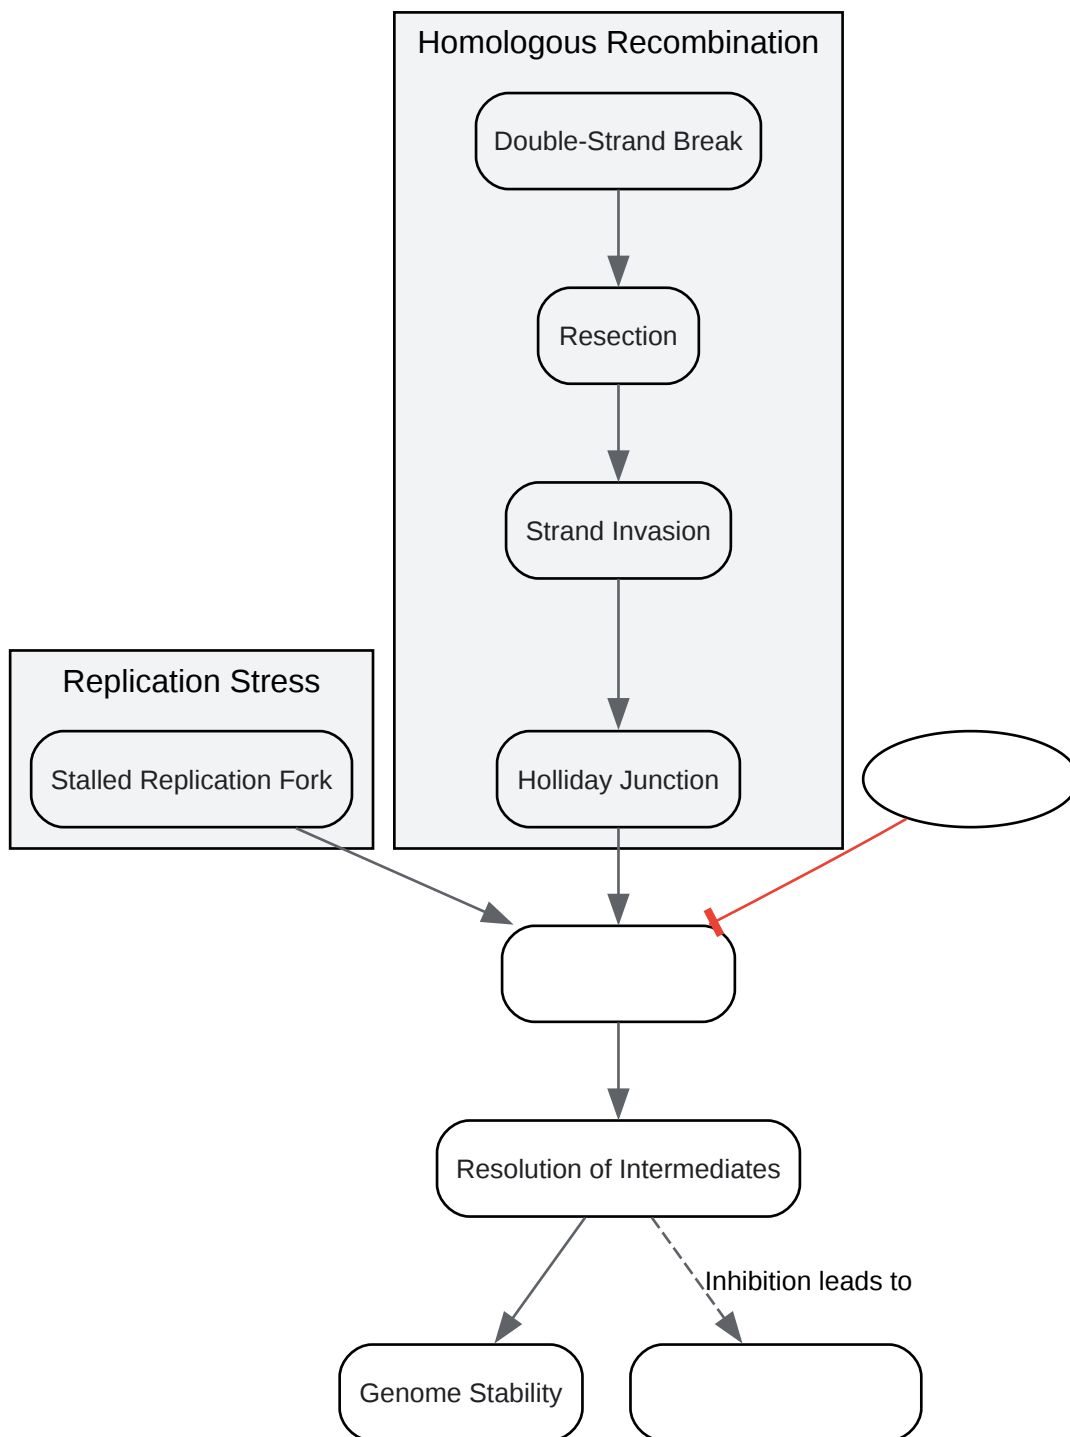 Homologous Recombination
Double-Strand Break
Resection
Strand Invasion
Replication Stress
Stalled Replication Fork
Holliday Junction
Resolution of Intermediates
Inhibition leads to
Genome Stability